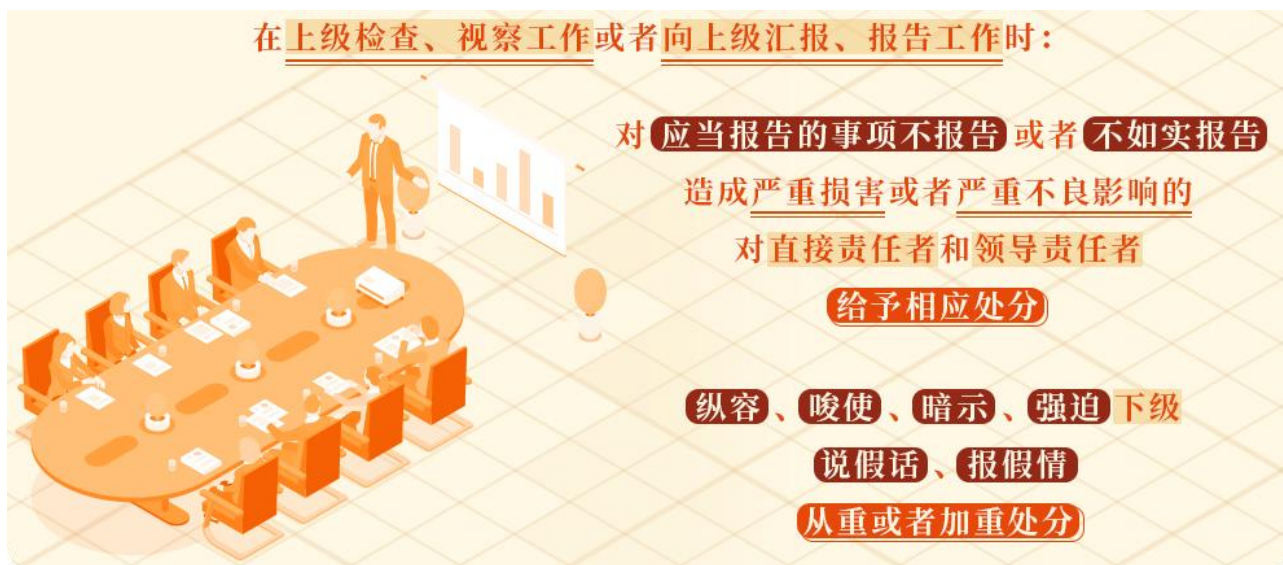 在上级检查、视察工作或者向上级汇报、报告工作时：
对应当报告的事项不报告或者不如实报告
造成严重损害或者严重不良影响的
对直接责任者和领导责任者
给予相应处分
纵容、唆使、暗示、强迫下级
说假话、报假情
从重或者加重处分